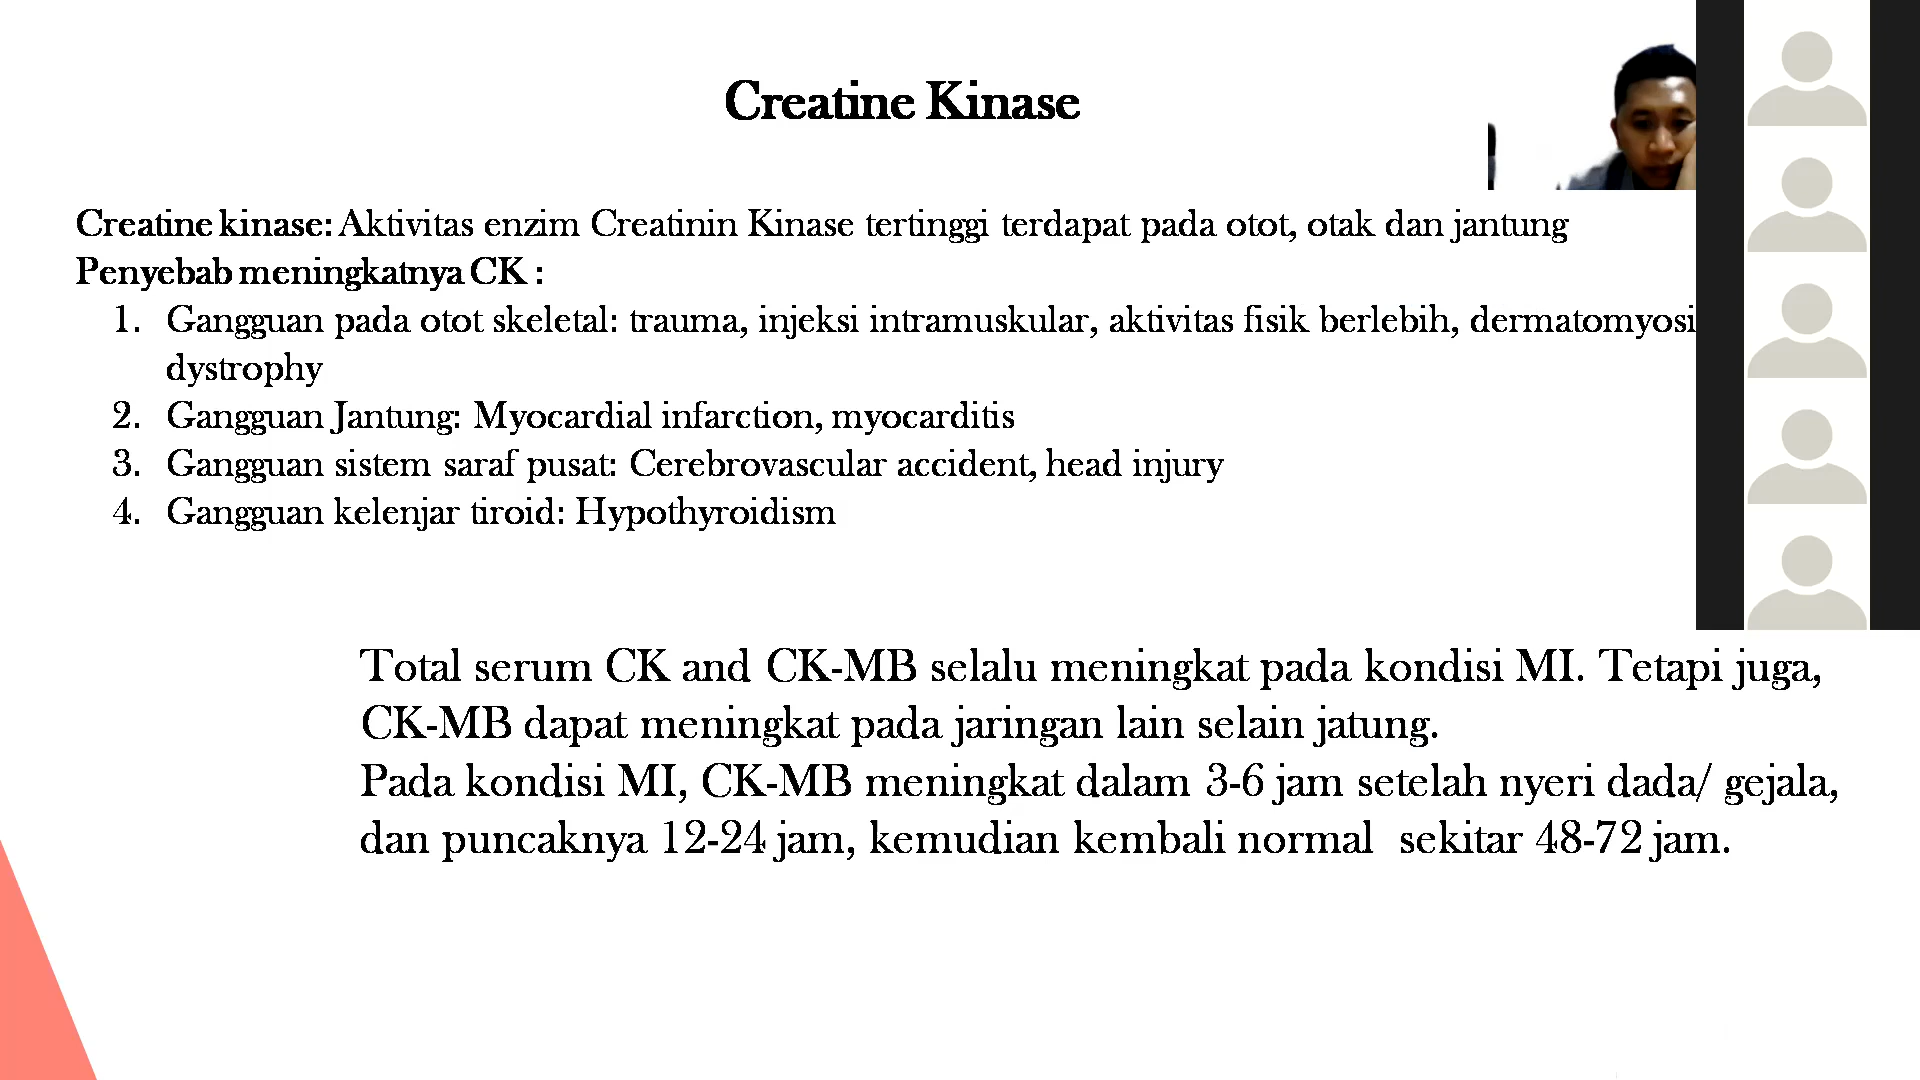 Creatine Kinase
Creatine kinase: Aktivitas enzim Creatinin Kinase tertinggi terdapat pada otot, otak dan jantung
Penyebab meningkatnya CK :
1. Gangguan pada otot skeletal: trauma, injeksi intramuskular, aktivitas fisik berlebih,
dystrophy
2. Gangguan Jantung: Myocardial infarction, myocarditis
3. Gangguan sistem saraf pusat: Cerebrovascular accident, head injury
4. Gangguan kelenjar tiroid: Hypothyroidism
Total serum CK and CK-MB selalu meningkat pada kondisi MI. Tetapi juga,
CK-MB dapat meningkat pada jaringan lain selain jatung.
Pada kondisi MI, CK-MB meningkat dalam 3-6 jam setelah nyeri dada/ gejala,
dan puncaknya 12-24 jam, kemudian kembali normal sekitar 48-72 jam.